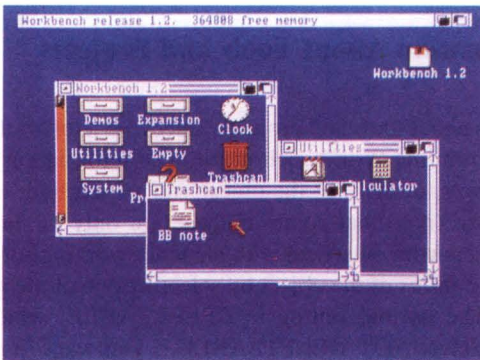 Workbench release 1.2. 364808 free memory
Workbench 1.2
Workbench 1.2
Demos Expansion Clock
Utilities Empty
System Trashcan
Utilities
lculator
Pr
Trashcan
BB note